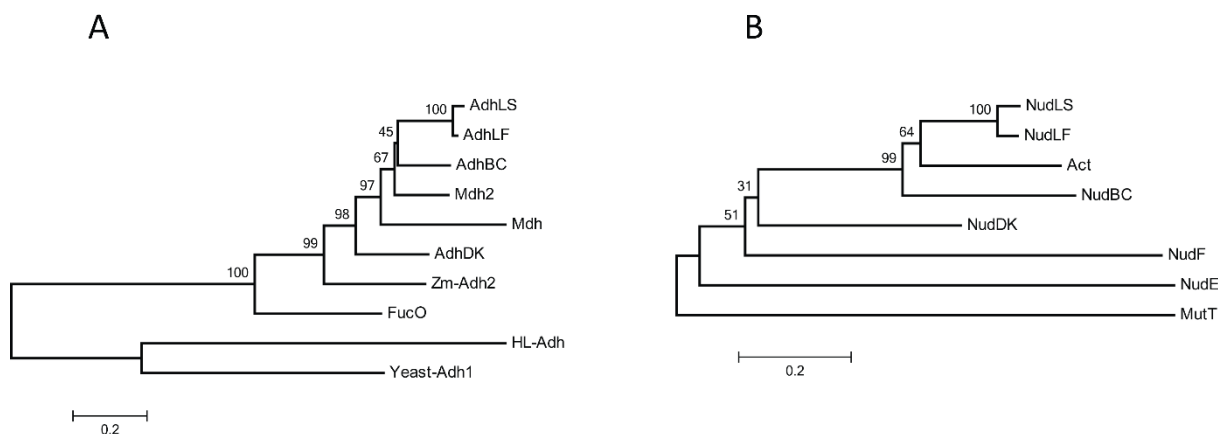 A
AdhLS
100
AdhLF
45
AdhBC
67
Mdh2
97
Mdh
98
AdhDK
99
Zm-Adh2
100
FucO
HL-Adh
Yeast-Adh1
0.2
B
NudLS
100
NudLF
64
Act
99
NudBC
31
NudDK
51
NudF
NudE
MutT
0.2